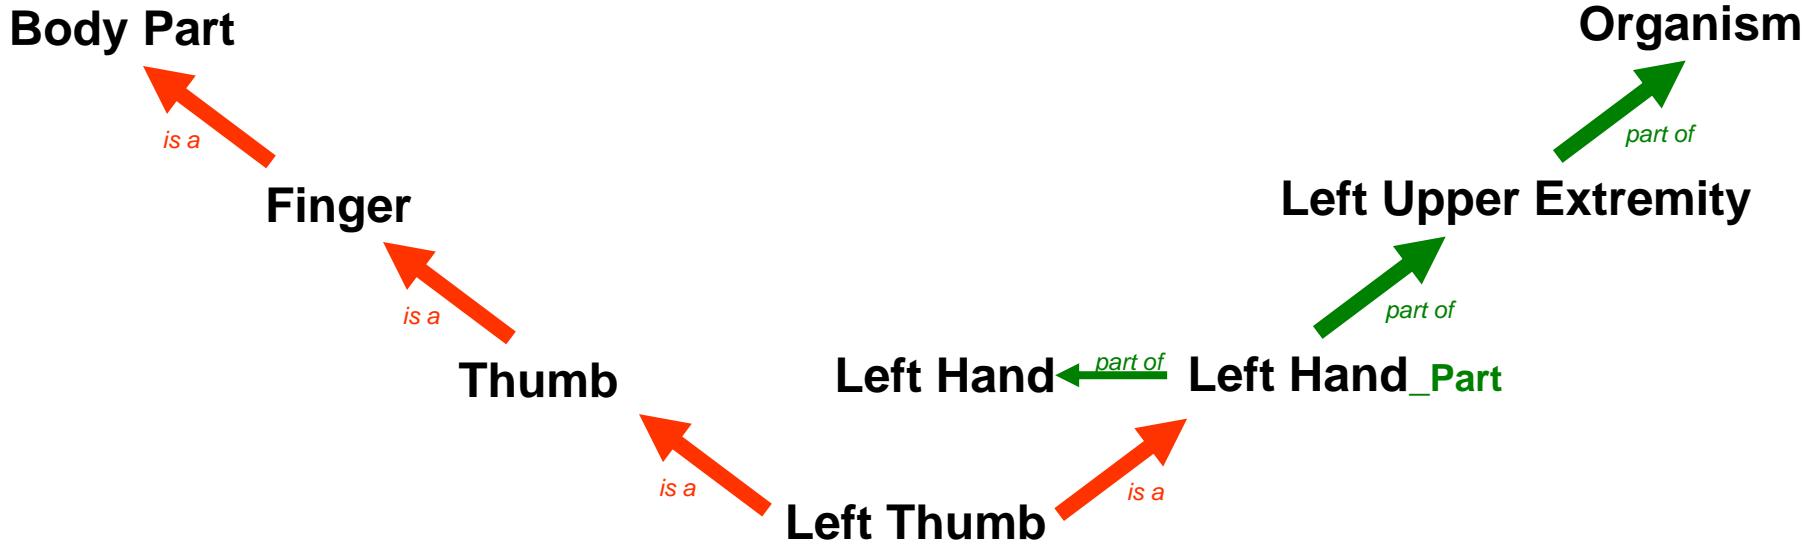 Body Part
Organism
is a
part of
Finger
Left Upper Extremity
is a
part of
Thumb
Left Hand
part of
Left Hand_Part
is a
is a
Left Thumb